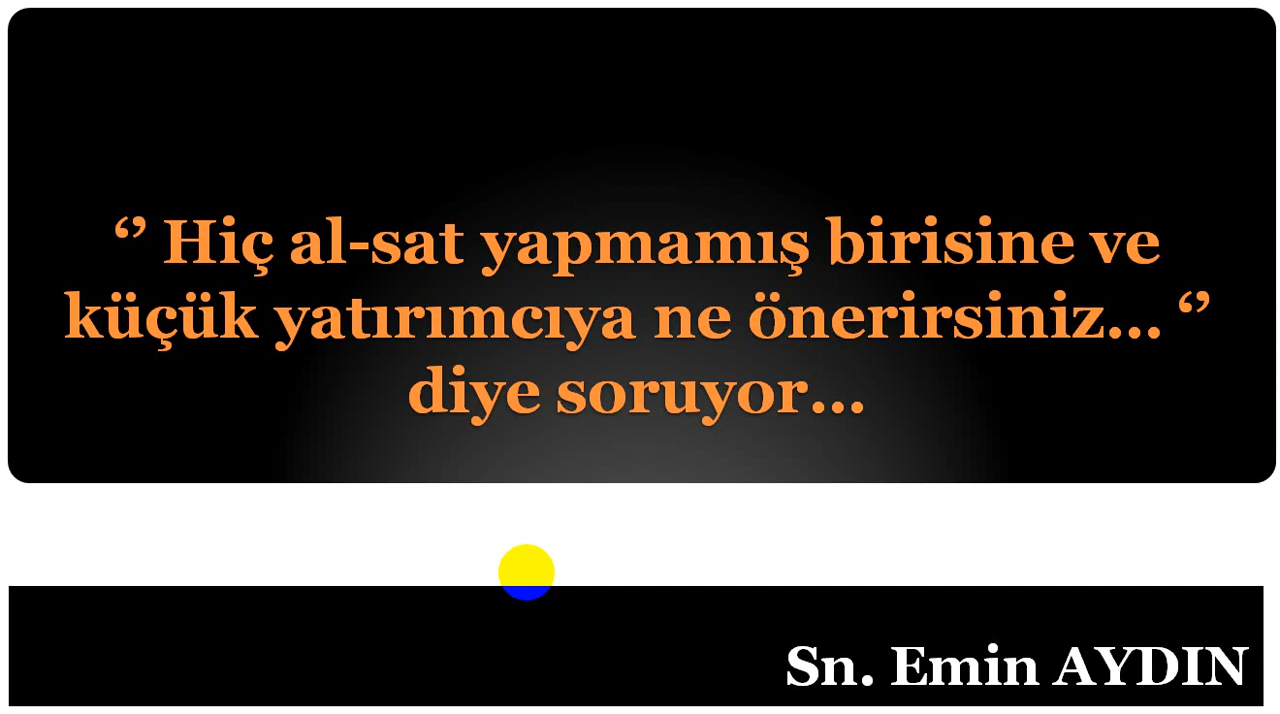 ‘’ Hiç al-sat yapmamış birisine ve
küçük yatırımcıya ne önerirsiniz... ‘’
diye soruyor...
Sn. Emin AYDIN